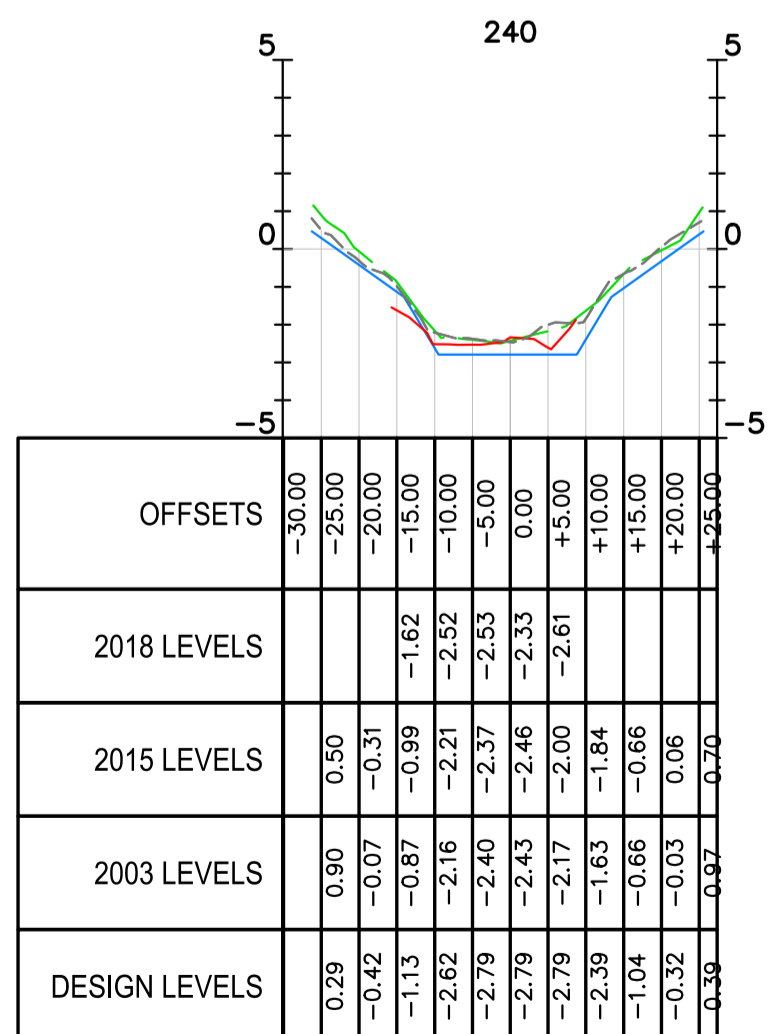 240
5 5
0 0
−5 −5
OFFSETS −30.00 −25.00 −20.00 −15.00 −10.00 −5.00 0.00 +5.00 +10.00 +15.00 +20.00 +25.00
2018 LEVELS −1.62 −2.52 −2.53 −2.33 −2.61
2015 LEVELS 0.50 −0.31 −0.99 −2.21 −2.37 −2.46 −2.00 −1.84 −0.66 0.06 0.70
2003 LEVELS 0.90 −0.07 −0.87 −2.16 −2.40 −2.43 −2.17 −1.63 −0.66 −0.03 0.97
DESIGN LEVELS 0.29 −0.42 −1.13 −2.62 −2.79 −2.79 −2.79 −2.39 −1.04 −0.32 0.39